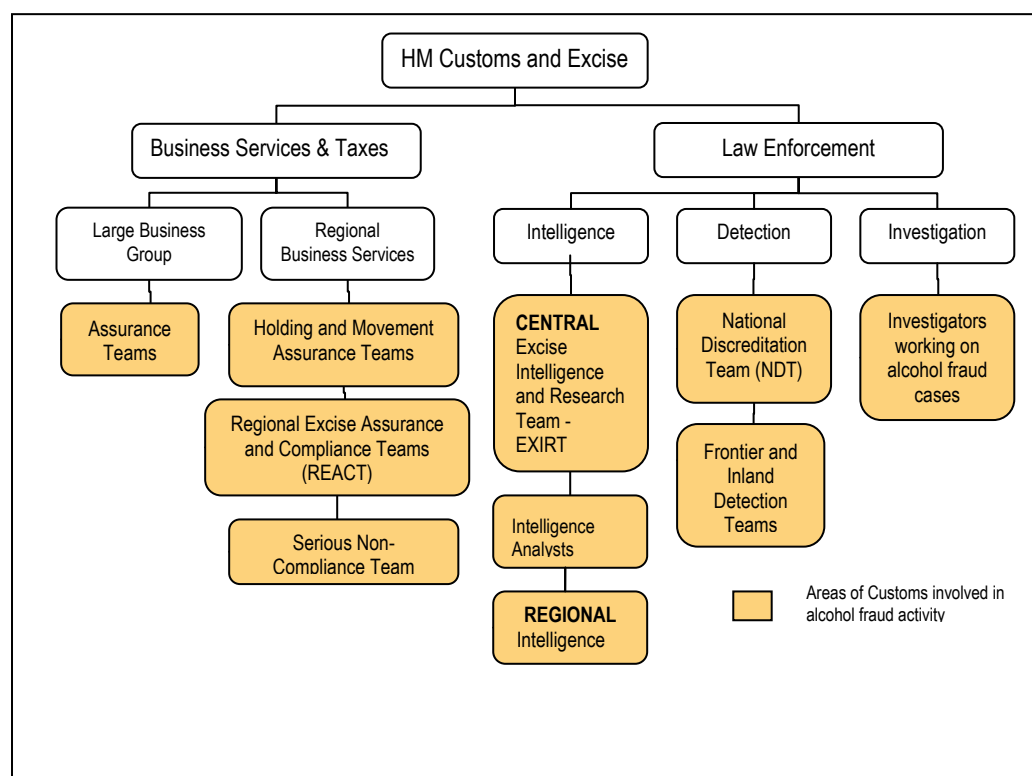 HM Customs and Excise
Business Services & Taxes
Law Enforcement
Large Business
Group
Regional
Business Services
Intelligence
Detection
Investigation
Assurance
Teams
Holding and Movement
Assurance Teams
Regional Excise Assurance
and Compliance Teams
(REACT)
Serious Non-
Compliance Team
CENTRAL
Excise
Intelligence
and Research
Team -
EXIRT
Intelligence
Analysts
REGIONAL
Intelligence
National
Discreditation
Team (NDT)
Frontier and
Inland
Detection
Teams
Investigators
working on
alcohol fraud
cases
Areas of Customs involved in
alcohol fraud activity